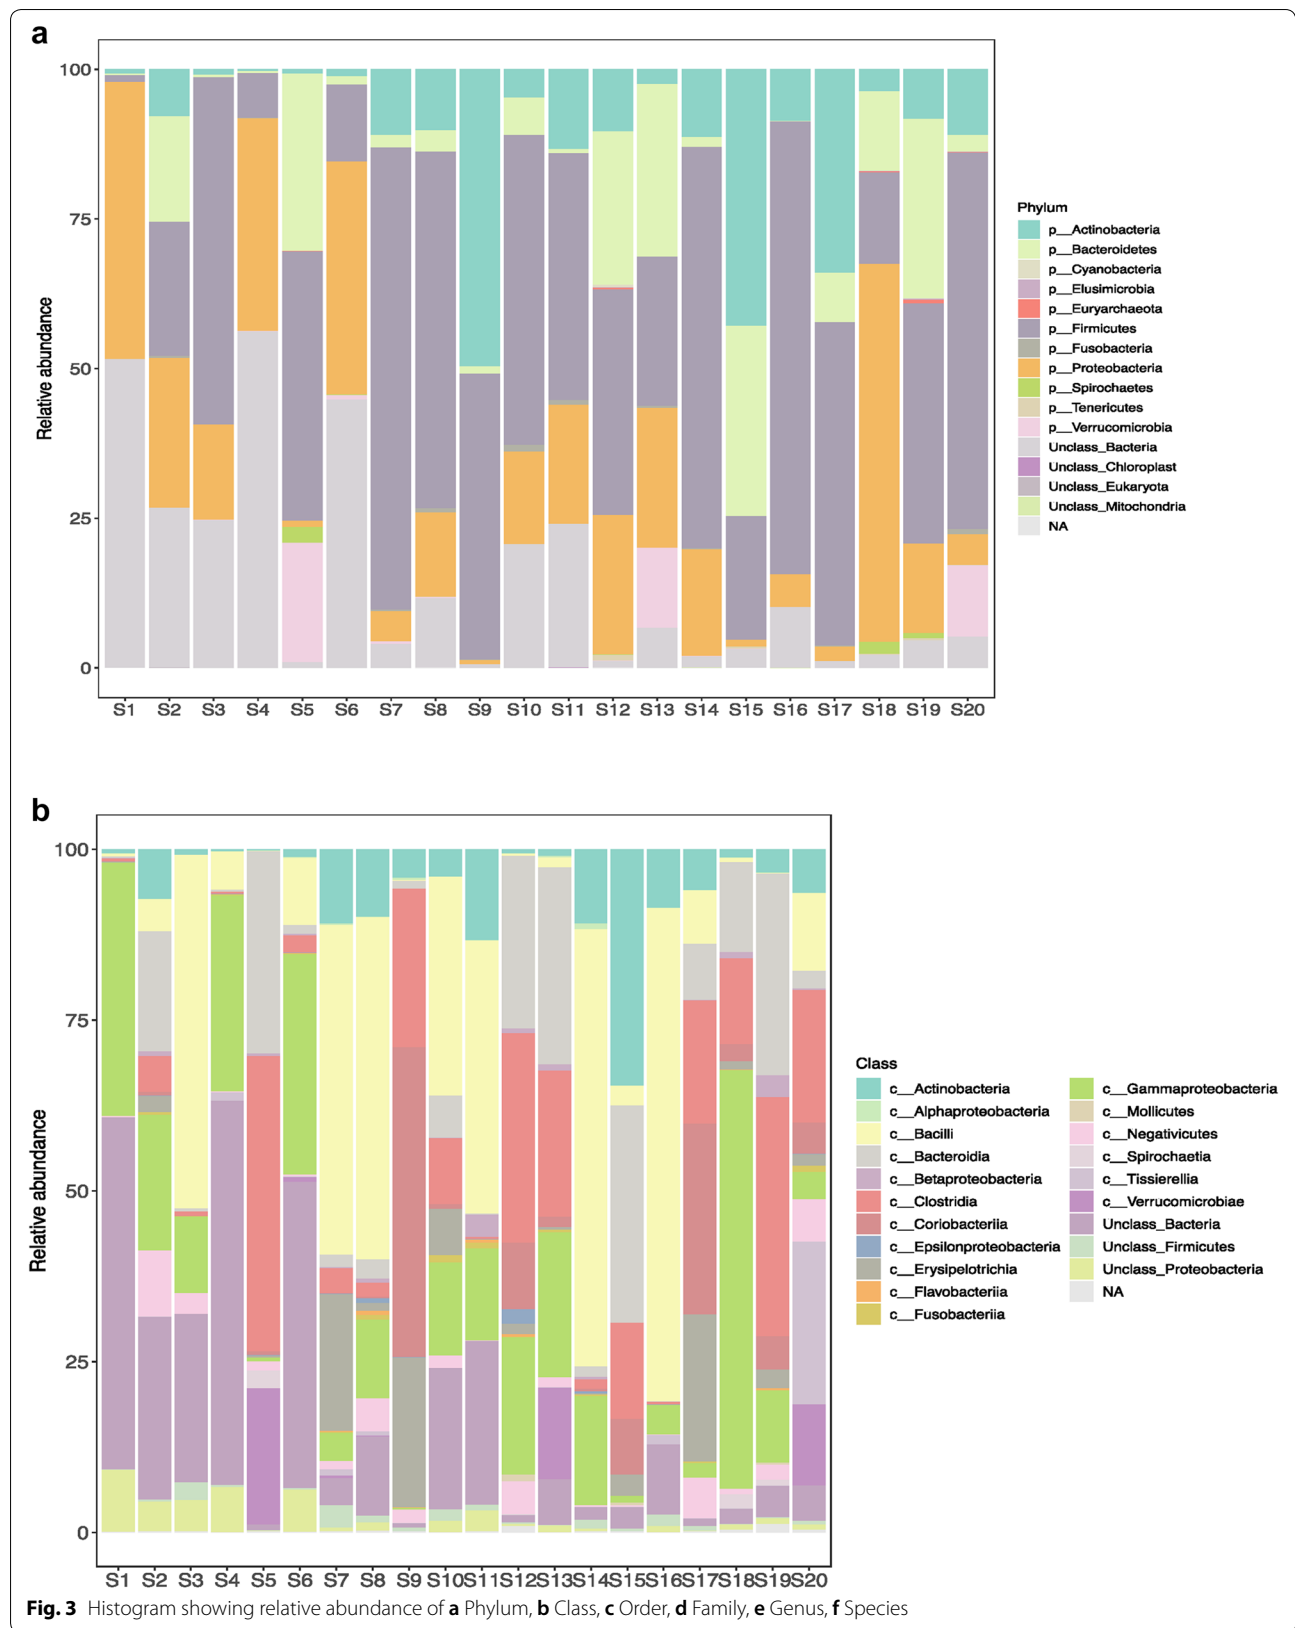 a
100
75
50
25
0
Relative abundance
S1 S2 S3 S4 S5 S6 S7 S8 S9 S10 S11 S12 S13 S14 S15 S16 S17 S18 S19 S20
Phylum
p__Actinobacteria
p__Bacteroidetes
p__Cyanobacteria
p__Elusimicrobia
p__Euryarchaeota
p__Firmicutes
p__Fusobacteria
p__Proteobacteria
p__Spirochaetes
p__Tenericutes
p__Verrucomicrobia
Unclass_Bacteria
Unclass_Chloroplast
Unclass_Eukaryota
Unclass_Mitochondria
NA
b
100
75
50
25
0
Relative abundance
S1 S2 S3 S4 S5 S6 S7 S8 S9 S10 S11 S12 S13 S14 S15 S16 S17 S18 S19 S20
Class
c__Actinobacteria
c__Alphaproteobacteria
c__Bacilli
c__Bacteroidia
c__Betaproteobacteria
c__Clostridia
c__Coriobacteriia
c__Epsilonproteobacteria
c__Erysipelotrichia
c__Flavobacteriia
c__Fusobacteriia
c__Gammaproteobacteria
c__Mollicutes
c__Negativicutes
c__Spirochaetia
c__Tissierellia
c__Verrucomicrobiae
Unclass_Bacteria
Unclass_Firmicutes
Unclass_Proteobacteria
NA
Fig. 3 Histogram showing relative abundance of a Phylum, b Class, c Order, d Family, e Genus, f Species